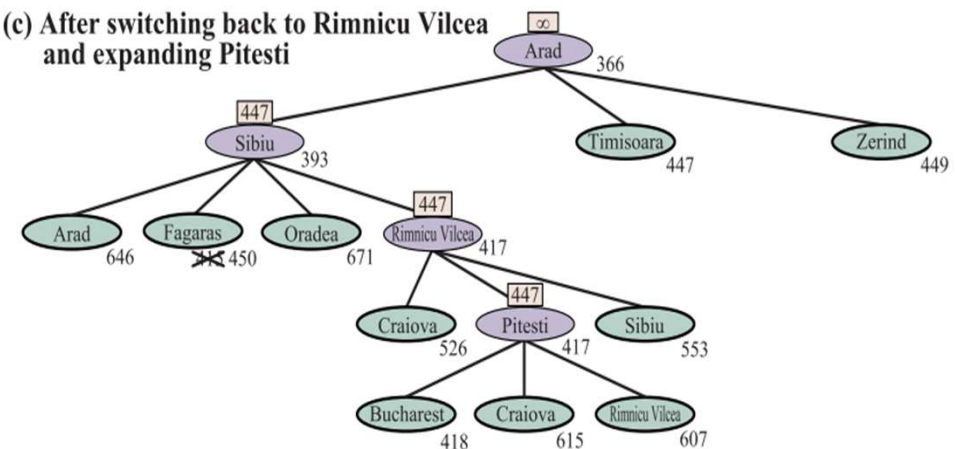 (c) After switching back to Rimnicu Vilcea
and expanding Pitesti
∞
Arad
366
447
Sibiu
393
Timisoara
447
Zerind
449
Arad
646
Fagaras
415 450
Oradea
671
447
Rimnicu Vilcea
417
Craiova
526
447
Pitesti
417
Sibiu
553
Bucharest
418
Craiova
615
Rimnicu Vilcea
607